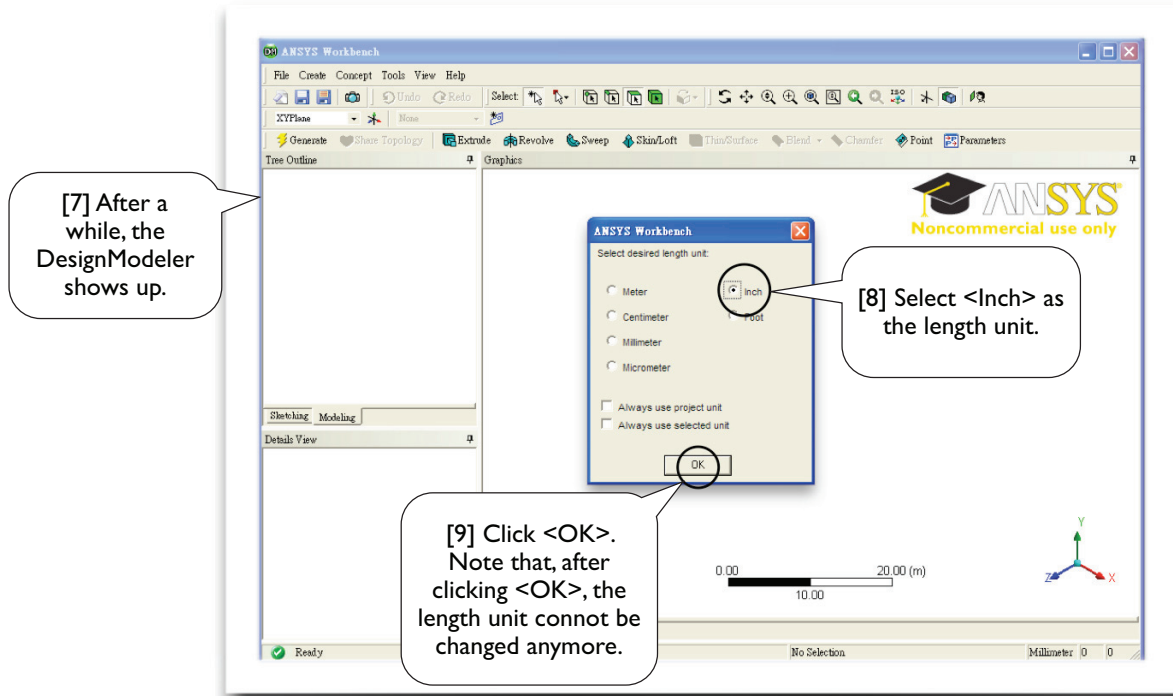 ANSYS Workbench
File Create Concept Tools View Help
Undo Redo Select: ISO
XYPlane None
Generate Share Topology Extrude Revolve Sweep Skin/Loft Thin/Surface Blend Chamfer Point Parameters
Tree Outline Graphics
[7] After a
while, the
DesignModeler
shows up.
ANSYS
Noncommercial use only
ANSYS Workbench
Select desired length unit:
Meter Inch
Centimeter Foot
Millimeter
Micrometer
Always use project unit
Always use selected unit
OK
[8] Select <Inch> as
the length unit.
Sketching Modeling
Details View
[9] Click <OK>.
Note that, after
clicking <OK>, the
length unit connot be
changed anymore.
0.00 20.00 (m)
10.00
Y
Z X
Ready No Selection Millimeter 0 0